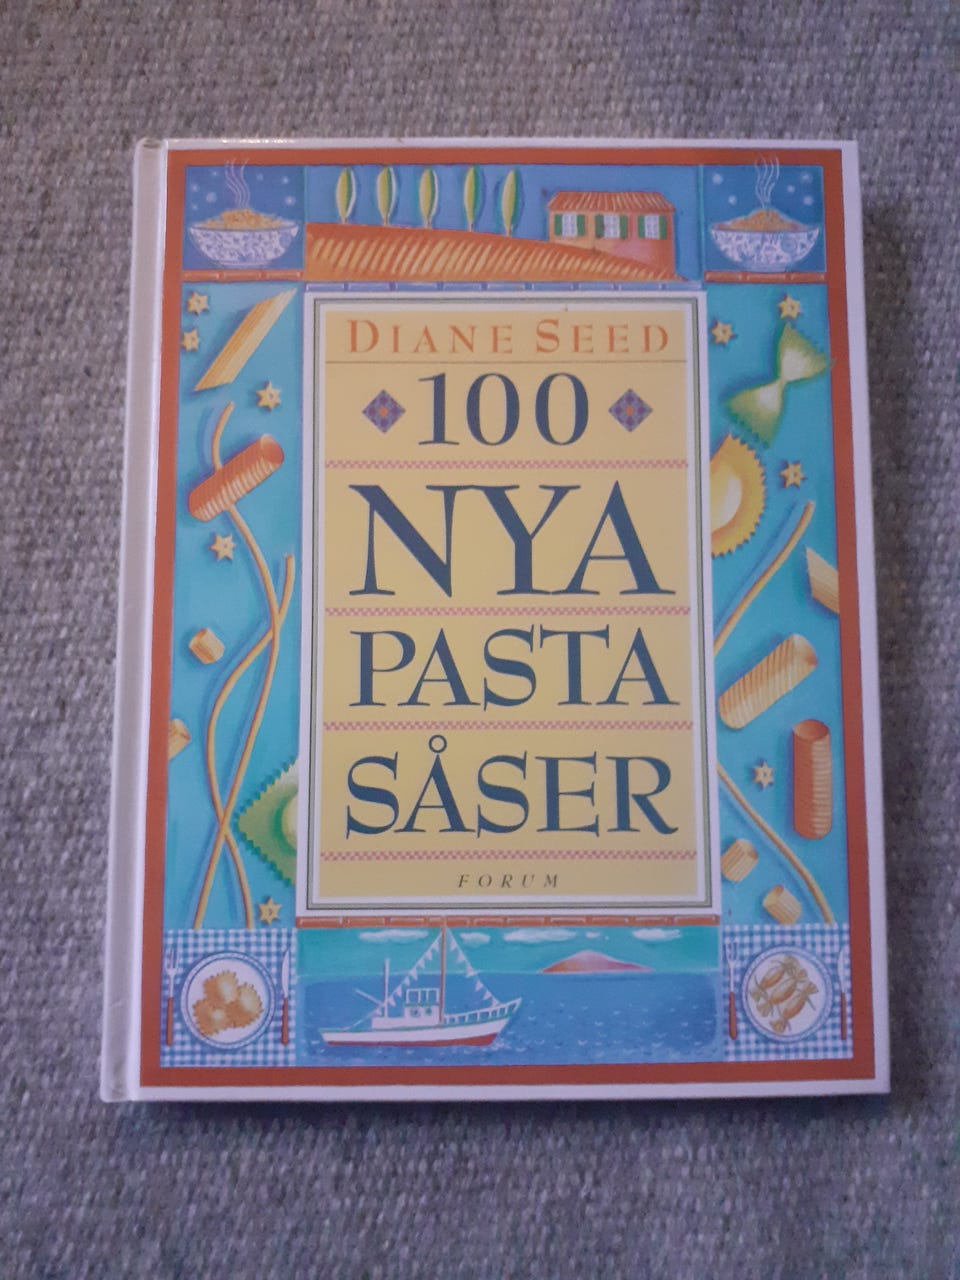 DIANE SEED
100
NYA
PASTA
SÅSER
FORUM